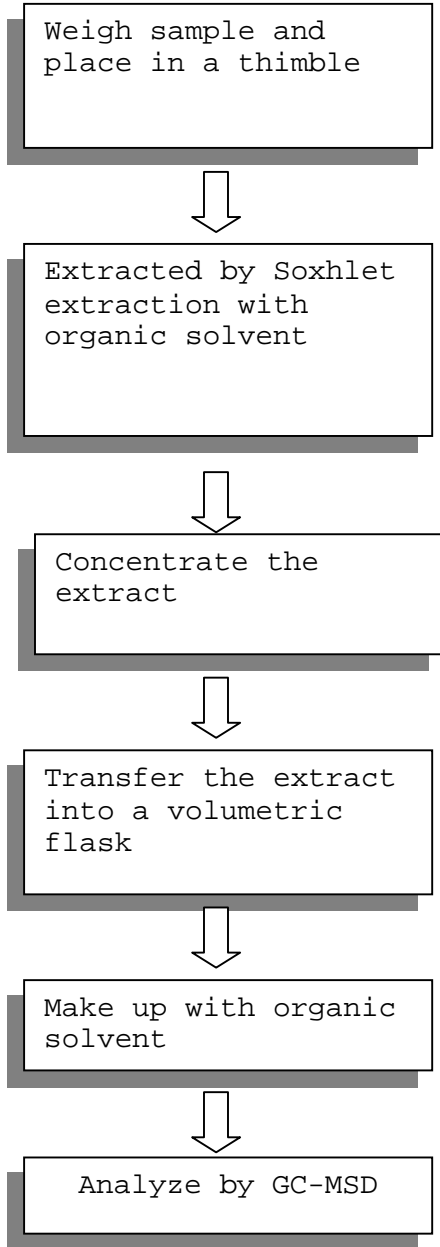 Weigh sample and
place in a thimble
Extracted by Soxhlet
extraction with
organic solvent
Concentrate the
extract
Transfer the extract
into a volumetric
flask
Make up with organic
solvent
Analyze by GC-MSD